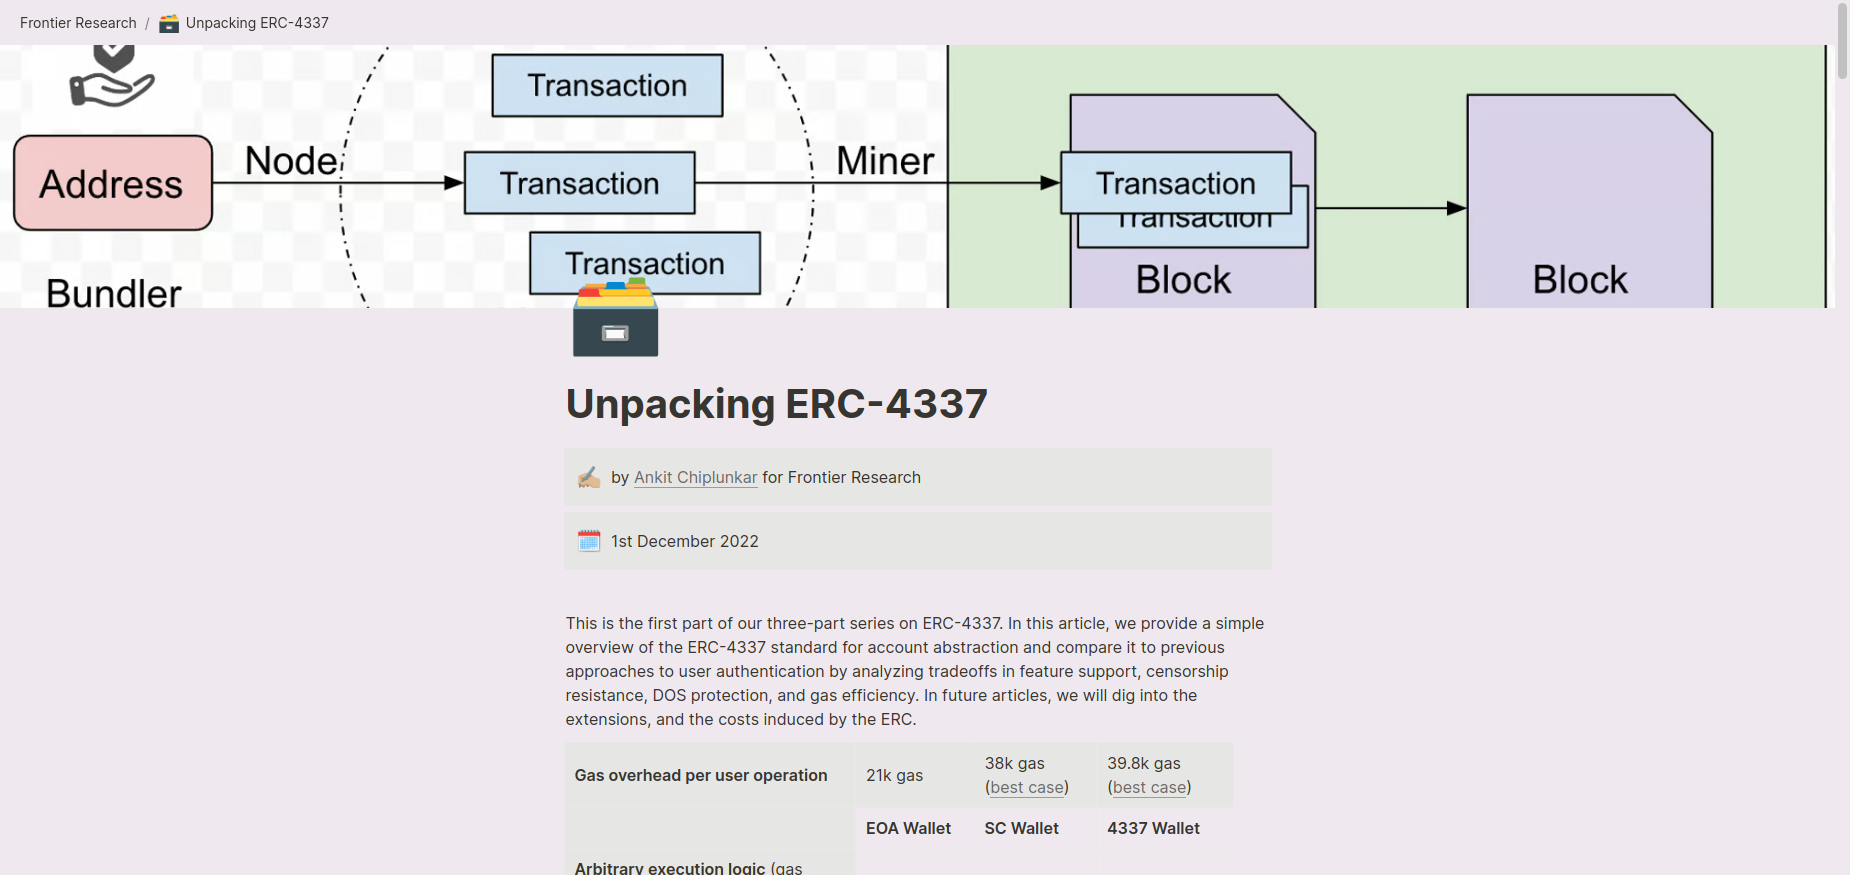 Frontier Research / Unpacking ERC-4337
Transaction
Node
Miner
Address
Transaction
Transaction
Transaction
Transaction
Bundler
Block
Block
Unpacking ERC-4337
by Ankit Chiplunkar for Frontier Research
1st December 2022
This is the first part of our three-part series on ERC-4337. In this article, we provide a simple
overview of the ERC-4337 standard for account abstraction and compare it to previous
approaches to user authentication by analyzing tradeoffs in feature support, censorship
resistance, DOS protection, and gas efficiency. In future articles, we will dig into the
extensions, and the costs induced by the ERC.
Gas overhead per user operation
21k gas
38k gas
(best case)
39.8k gas
(best case)
EOA Wallet
SC Wallet
4337 Wallet
Arbitrary execution logic (gas